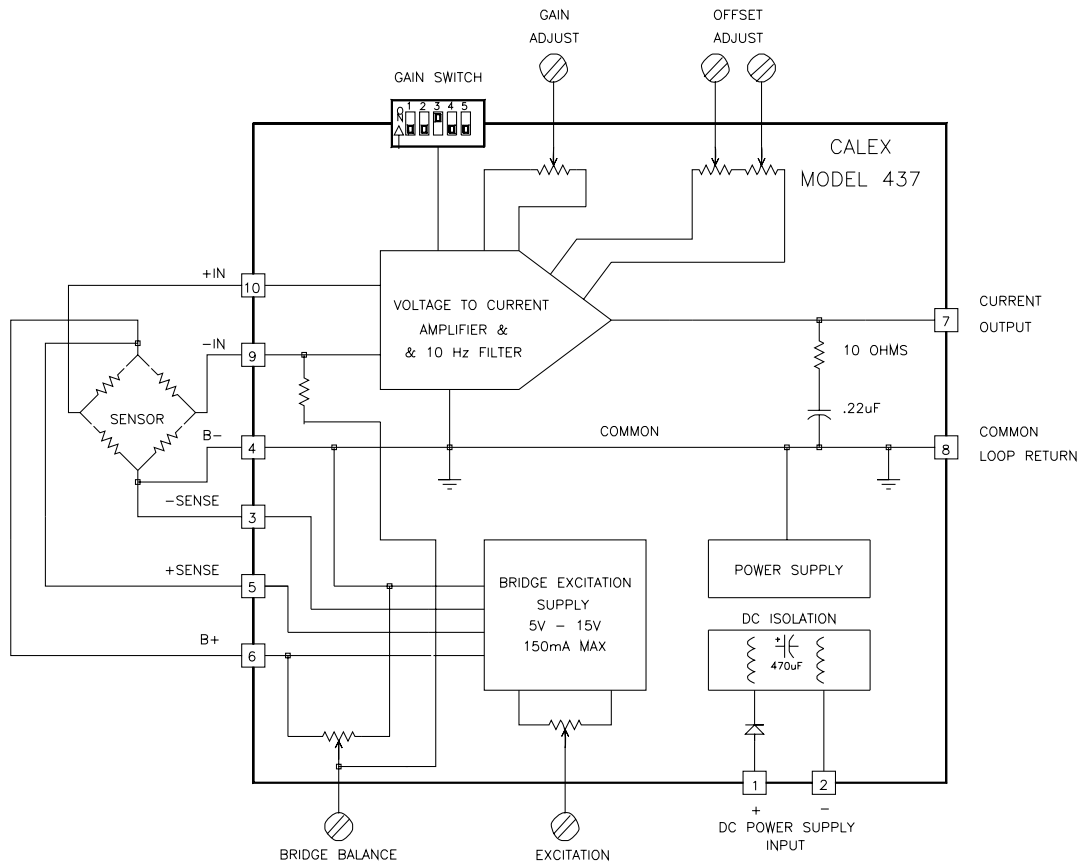 GAIN
ADJUST
OFFSET
ADJUST
GAIN SWITCH
ON
1 2 3 4 5
CALEX
MODEL 437
+IN
10
VOLTAGE TO CURRENT
AMPLIFIER &
& 10 Hz FILTER
7
CURRENT
OUTPUT
-IN
9
10 OHMS
SENSOR
.22uF
B-
4
COMMON
8
COMMON
LOOP RETURN
-SENSE
3
+SENSE
5
BRIDGE EXCITATION
SUPPLY
5V - 15V
150mA MAX
POWER SUPPLY
DC ISOLATION
B+
6
+
470uF
1
2
+
-
DC POWER SUPPLY
INPUT
BRIDGE BALANCE
EXCITATION